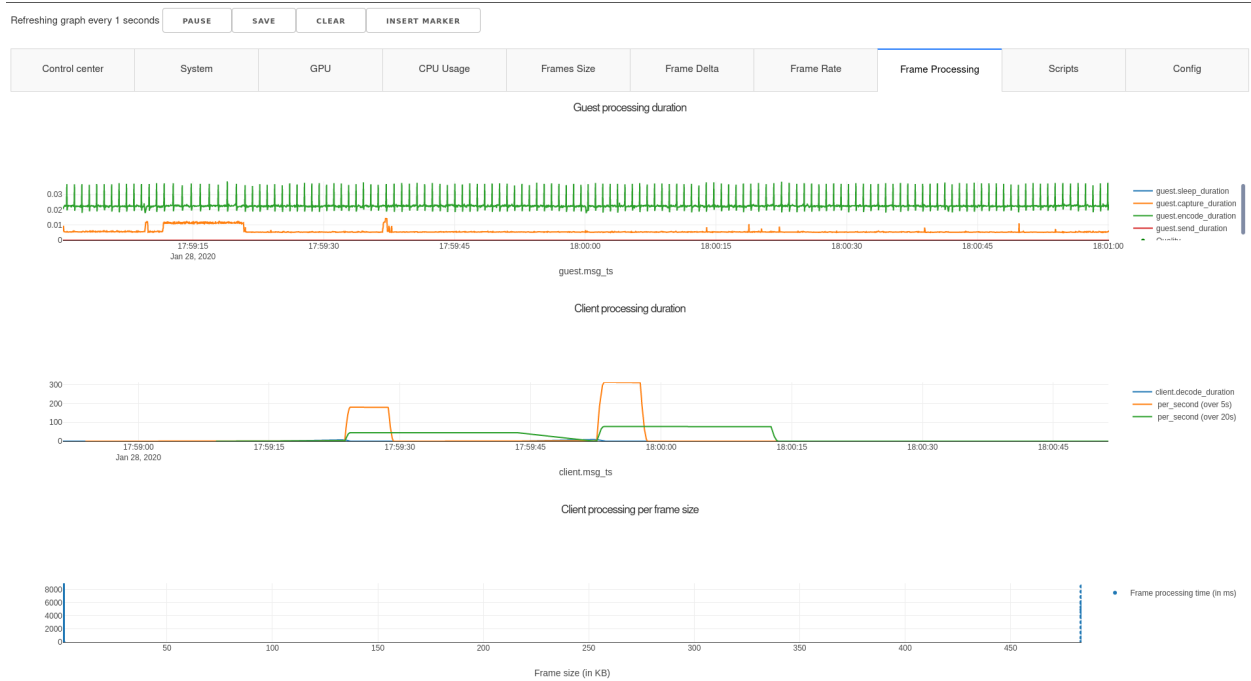 Refreshing graph every 1 seconds PAUSE SAVE CLEAR INSERT MARKER
Control center System GPU CPU Usage Frames Size Frame Delta Frame Rate Frame Processing Scripts Config
Guest processing duration
0.03
0.02
0.01
0
17:59:15 17:59:30 17:59:45 18:00:00 18:00:15 18:00:30 18:00:45 18:01:00
Jan 28, 2020
guest.msg_ts
guest.sleep_duration
guest.capture_duration
guest.encode_duration
guest.send_duration
Client processing duration
300
200
100
0
17:59:00 17:59:15 17:59:30 17:59:45 18:00:00 18:00:15 18:00:30 18:00:45
Jan 28, 2020
client.msg_ts
client.decode_duration
per_second (over 5s)
per_second (over 20s)
Client processing per frame size
8000
6000
4000
2000
0
50 100 150 200 250 300 350 400 450
Frame size (in KB)
Frame processing time (in ms)